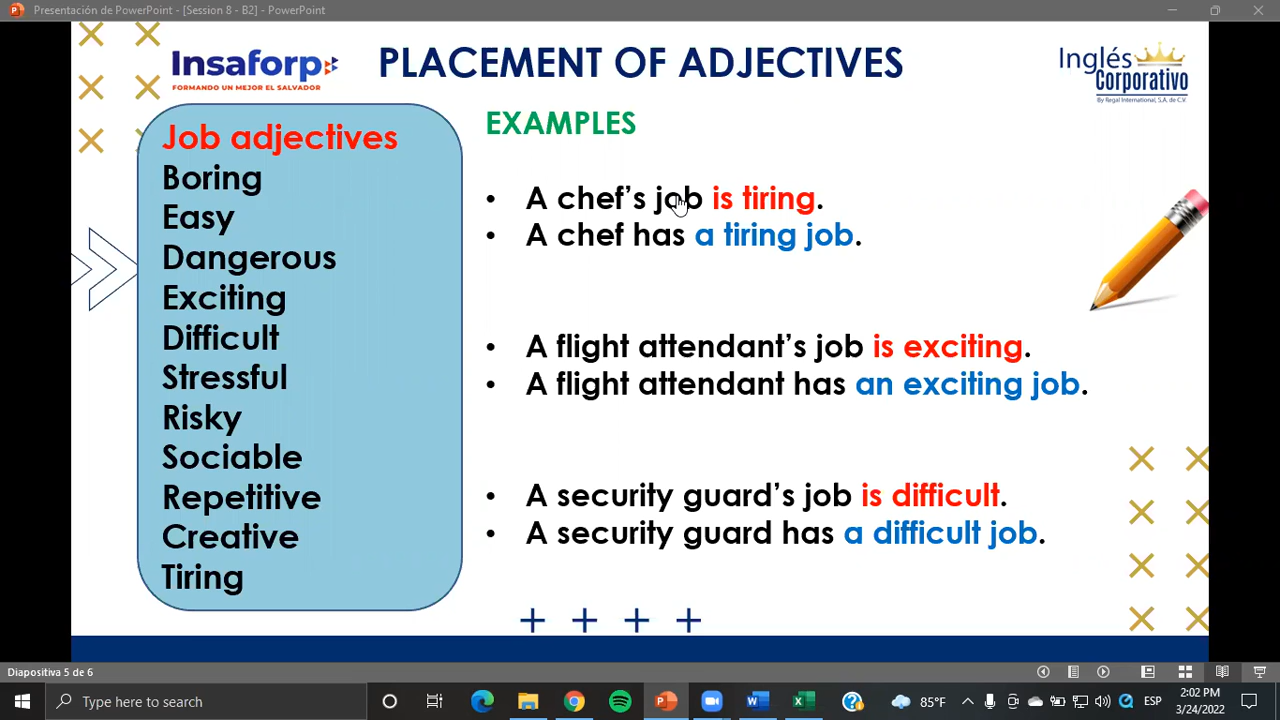 Presentación de PowerPoint - [Session 8 - B2] - PowerPoint
Insaforp
FORMANDO UN MEJOR EL SALVADOR
PLACEMENT OF ADJECTIVES
Inglés
Corporativo
By Regal International, S.A. de C.V.
Job adjectives
Boring
Easy
Dangerous
Exciting
Difficult
Stressful
Risky
Sociable
Repetitive
Creative
Tiring
EXAMPLES
• A chef’s job is tiring.
• A chef has a tiring job.
• A flight attendant’s job is exciting.
• A flight attendant has an exciting job.
• A security guard’s job is difficult.
• A security guard has a difficult job.
Diapositiva 5 de 6
Type here to search
85°F
ESP
2:02 PM
3/24/2022